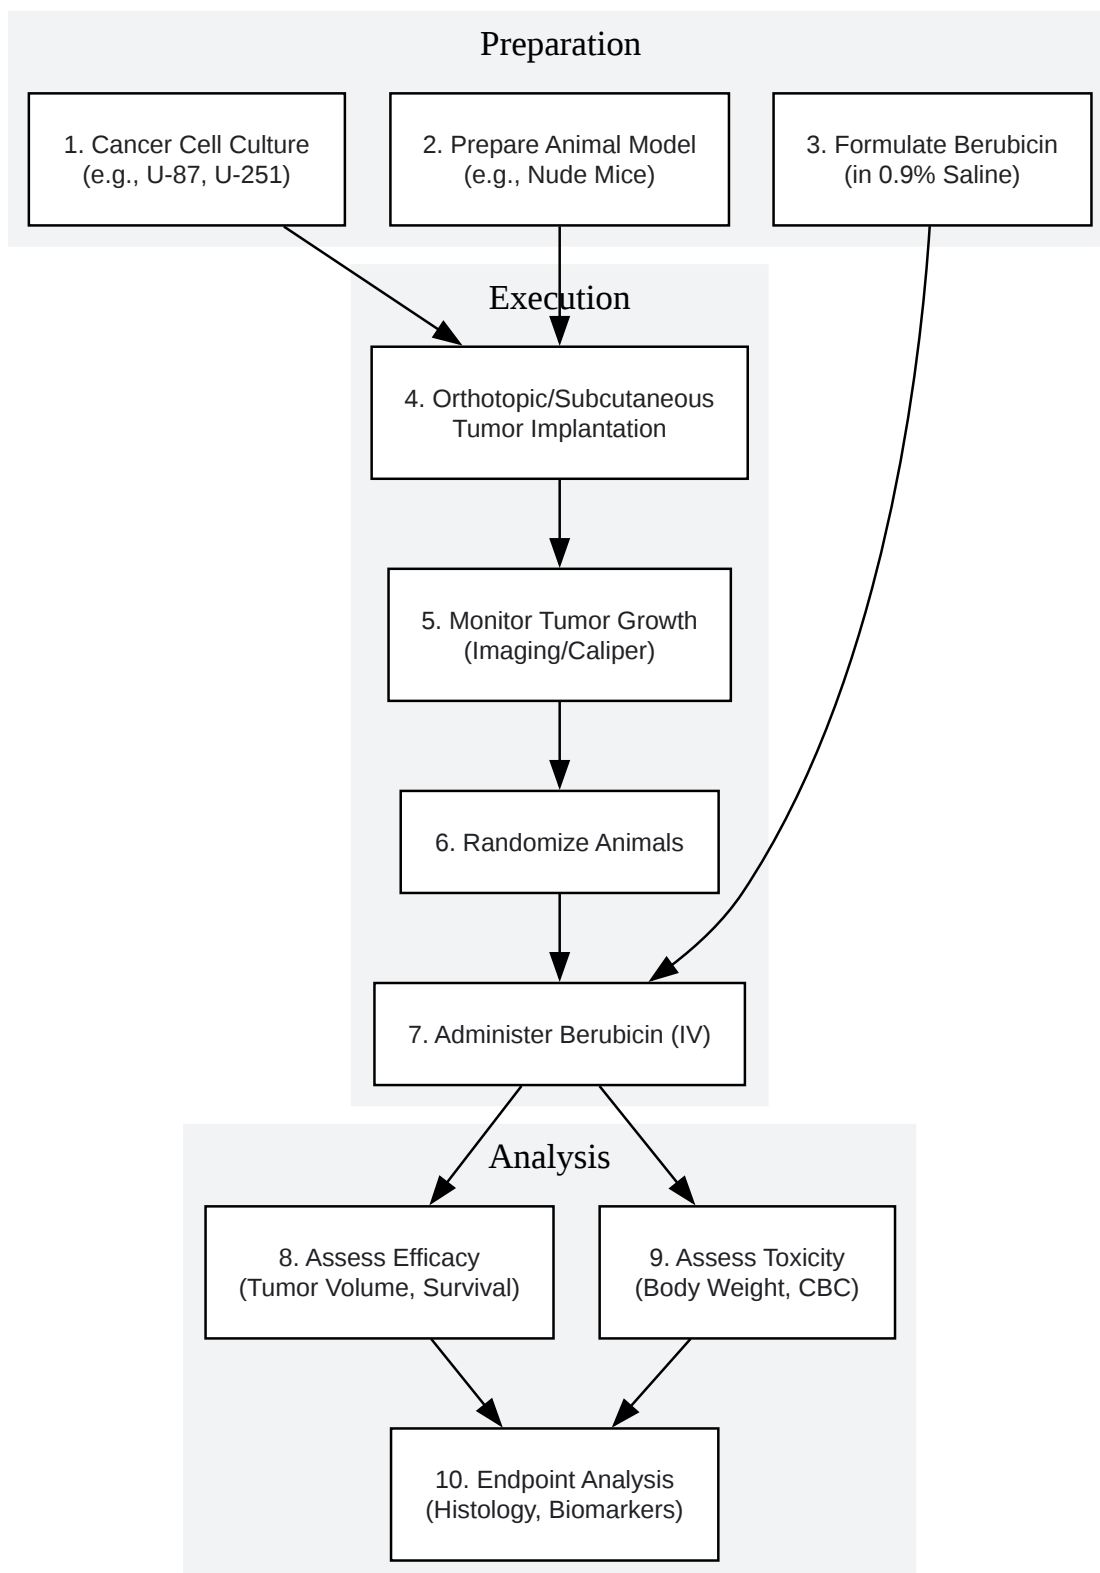 Preparation
1. Cancer Cell Culture
(e.g., U-87, U-251)
2. Prepare Animal Model
(e.g., Nude Mice)
3. Formulate Berubicin
(in 0.9% Saline)
Execution
4. Orthotopic/Subcutaneous
Tumor Implantation
5. Monitor Tumor Growth
(Imaging/Caliper)
6. Randomize Animals
7. Administer Berubicin (IV)
Analysis
8. Assess Efficacy
(Tumor Volume, Survival)
9. Assess Toxicity
(Body Weight, CBC)
10. Endpoint Analysis
(Histology, Biomarkers)